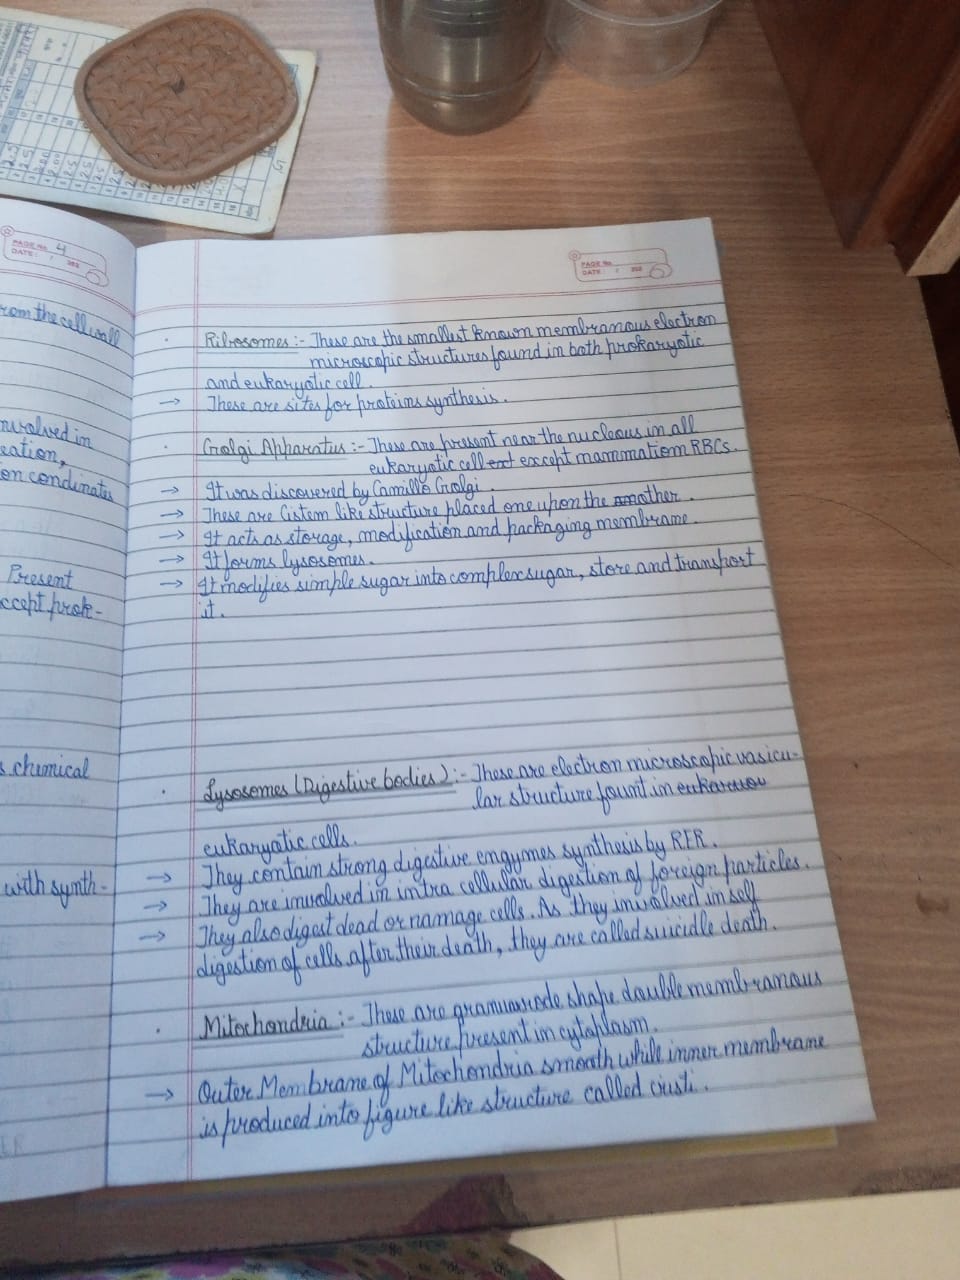 PAGE No. 4
DATE: / 202
rom the cell wall
nvolved in
eation,
on condinates
Present
ccept prok-
s chemical
with synth-
PAGE No.
DATE: / 202
Ribosomes :- These are the smallest known membranous electron
microscopic structures found in both prokaryotic
and eukaryotic cell.
→ These are sites for proteins synthesis.
Golgi Apparatus :- These are present near the nucleous in all
eukaryotic cell ext except mammatiom RBCs.
→ It was discovered by Camillo Golgi.
→ These are Cistem like structure placed one upon the another.
→ It acts as storage, modification and packaging membrane.
→ It forms lysosomes.
→ It modifies simple sugar into complex sugar, store and transport
it.
Lysosomes (Digestive bodies) :- These are electron microscopic vasicu-
lar structure fount in
eukaryotic cells.
→ They contain strong digestive engymes synthesis by RER.
→ They are involved in intra cellular digestion of foreign particles.
→ They also digest dead or namage cells. As they involved in self
digestion of cells after their death, they are called suicidle death.
Mitochondria :- These are shape double membranous
structure present in cytoplasm.
→ Outer Membrane of Mitochondria smooth while inner membrane
is produced into figure like structure called cristi.